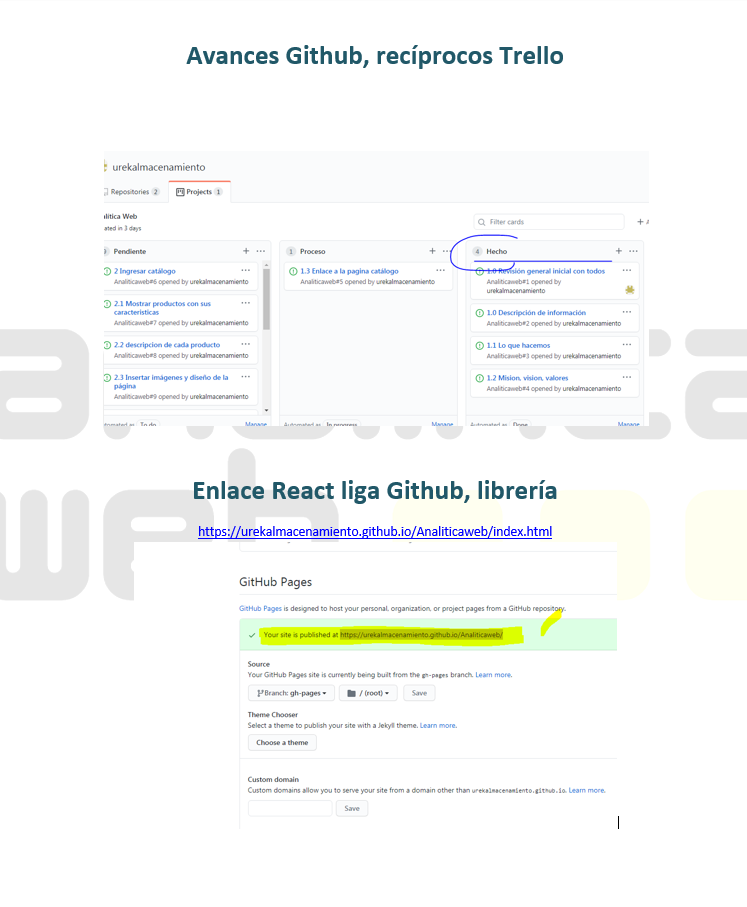 Avances Github, recíprocos Trello
urekalmacenamiento
Repositories 2 Projects 1
alitica Web
ated in 3 days
Filter cards
Pendiente
2 Ingresar catálogo
Analiticaweb#6 opened by urekalmacenamiento
2.1 Mostrar productos con sus
características
Analiticaweb#7 opened by urekalmacenamiento
2.2 descripcion de cada producto
Analiticaweb#8 opened by urekalmacenamiento
2.3 Insertar imágenes y diseño de la
página
Analiticaweb#9 opened by urekalmacenamiento
Automated as To do Manage
1 Proceso
1.3 Enlace a la pagina catálogo
Analiticaweb#5 opened by urekalmacenamiento
Automated as In progress Manage
4 Hecho
1.0 Revisión general inicial con todos
Analiticaweb#1 opened by
urekalmacenamiento
1.0 Descripción de información
Analiticaweb#2 opened by urekalmacenamiento
1.1 Lo que hacemos
Analiticaweb#3 opened by urekalmacenamiento
1.2 Mision, vision, valores
Analiticaweb#4 opened by urekalmacenamiento
Automated as Done Manage
Enlace React liga Github, librería
https://urekalmacenamiento.github.io/Analiticaweb/index.html
GitHub Pages
GitHub Pages is designed to host your personal, organization, or project pages from a GitHub repository.
Your site is published at https://urekalmacenamiento.github.io/Analiticaweb/
Source
Your GitHub Pages site is currently being built from the gh-pages branch. Learn more.
Branch: gh-pages / (root) Save
Theme Chooser
Select a theme to publish your site with a Jekyll theme. Learn more.
Choose a theme
Custom domain
Custom domains allow you to serve your site from a domain other than urekalmacenamiento.github.io. Learn more.
Save